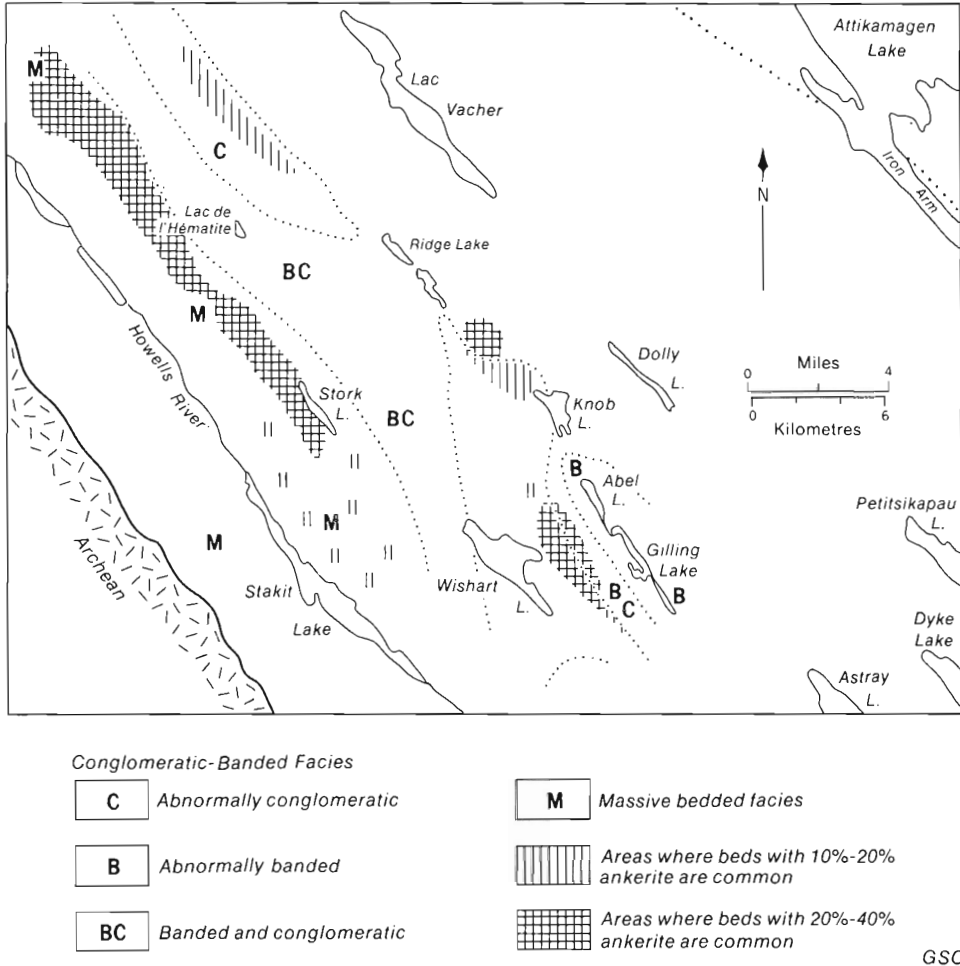 Attikamagen
Lake
M
Lac
Vacher
C
Iron
Arm
N
Lac de
l'Hématite
Ridge Lake
BC
M
Howells
River
Dolly
L.
Miles
0 4
0 6
Kilometres
Stork
L.
Knob
L.
BC
B
Abel
L.
Petitsikapau
L.
M
M
Gilling
Lake
Archean
Stakit
Lake
Wishart
L.
B
C
B
Dyke
Lake
Astray
L.
Conglomeratic-Banded Facies
C Abnormally conglomeratic
B Abnormally banded
BC Banded and conglomeratic
M Massive bedded facies
Areas where beds with 10%-20%
ankerite are common
Areas where beds with 20%-40%
ankerite are common
GSC